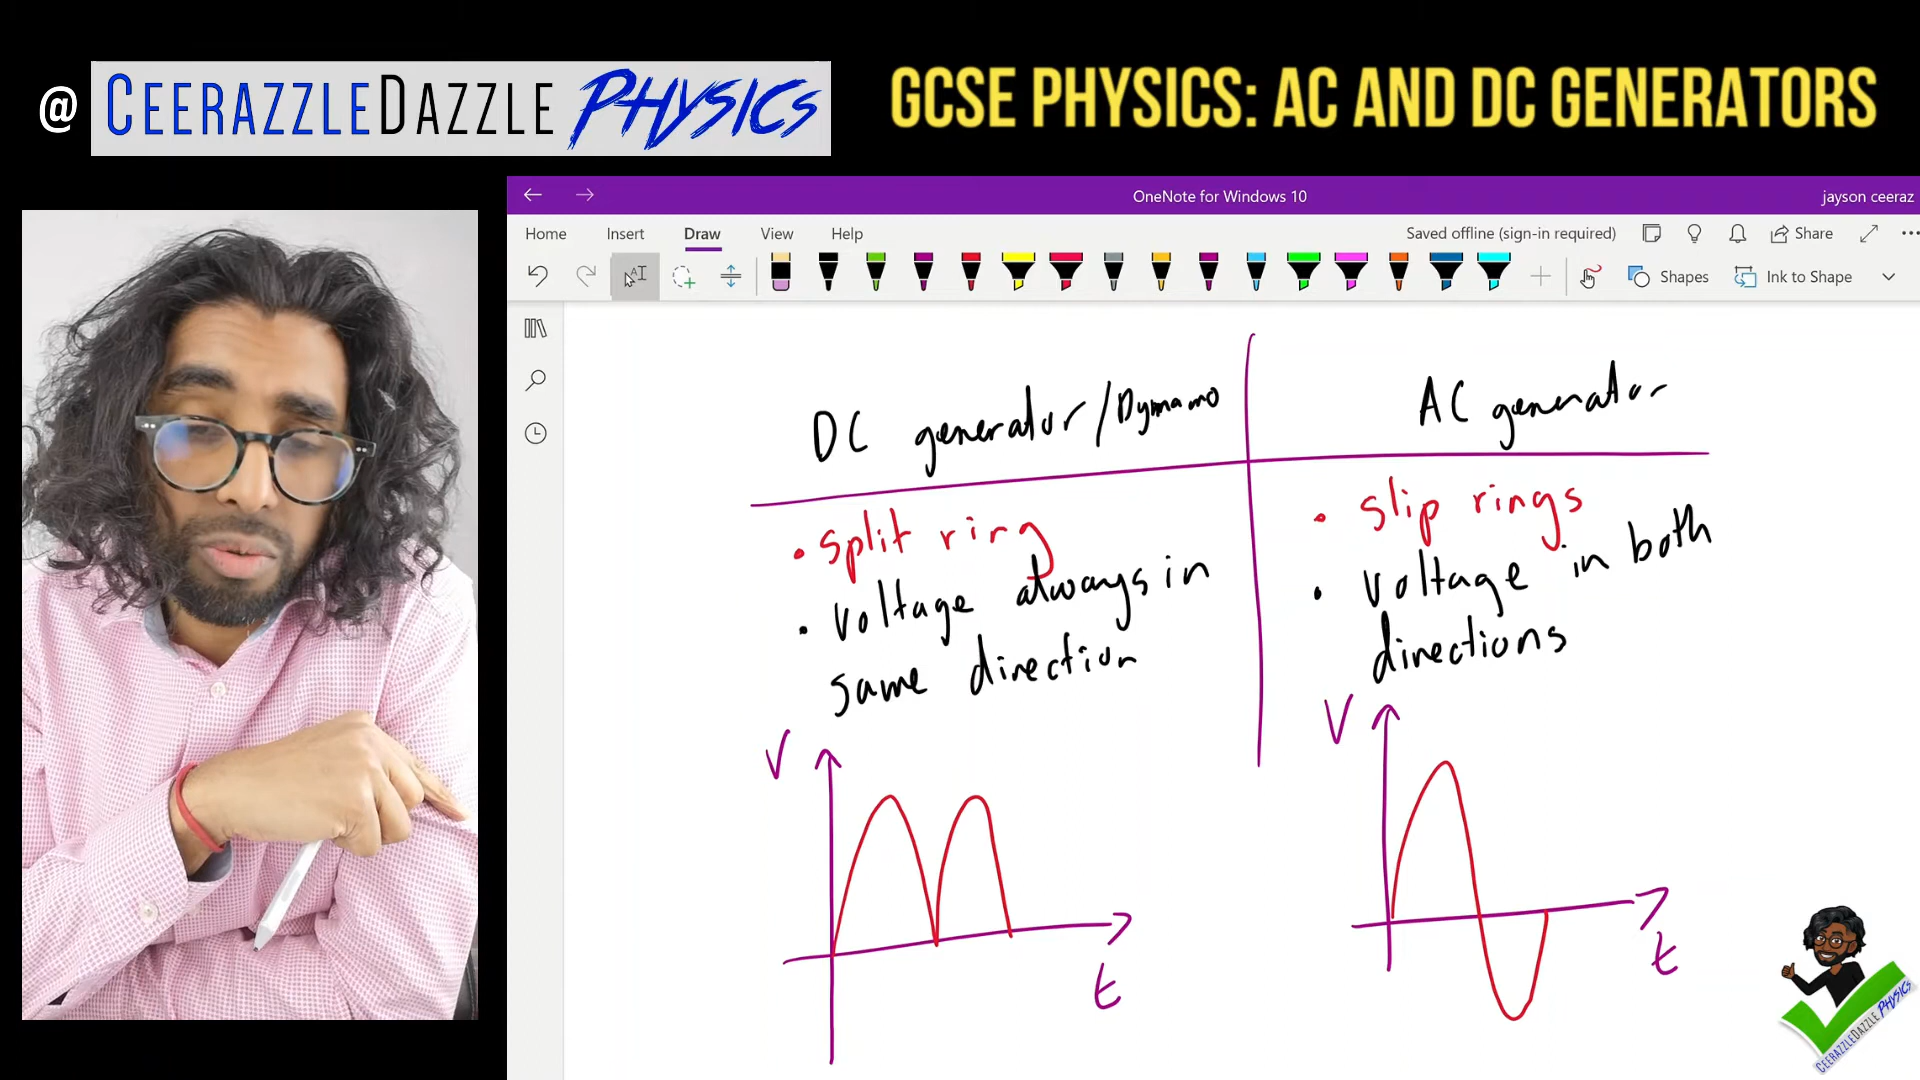 @ CEERAZZLEDAZZLE PHYSICS
GCSE PHYSICS: AC AND DC GENERATORS
OneNote for Windows 10
jayson ceeraz
Home Insert Draw View Help
Saved offline (sign-in required)
Share
Shapes
Ink to Shape
DC generator/Dynamo
• split ring
• voltage always in
same direction
V
t
AC generator
• slip rings
• voltage in both
directions
V
t
CEERAZZLEDAZZLE PHYSICS